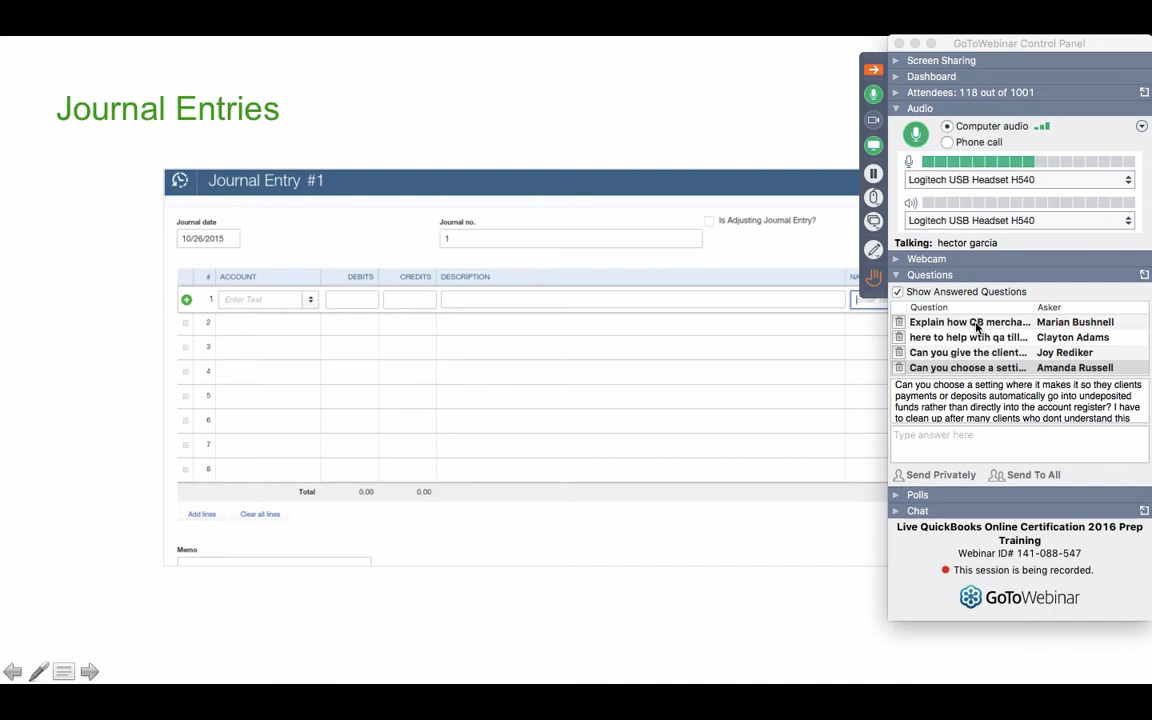 Journal Entries
Journal Entry #1
Journal date
Journal no.
Is Adjusting Journal Entry?
10/26/2015
1
# ACCOUNT DEBITS CREDITS DESCRIPTION
1 Enter Text
2
3
4
5
6
7
8
Total 0.00 0.00
Add lines Clear all lines
Memo
GoToWebinar Control Panel
Screen Sharing
Dashboard
Attendees: 118 out of 1001
Audio
Computer audio
Phone call
Logitech USB Headset H540
Logitech USB Headset H540
Talking: hector garcia
Webcam
Questions
Show Answered Questions
Question Asker
Explain how QB mercha... Marian Bushnell
here to help wtih qa till... Clayton Adams
Can you give the client... Joy Rediker
Can you choose a setti... Amanda Russell
Can you choose a setting where it makes it so they clients
payments or deposits automatically go into undeposited
funds rather than directly into the account register? I have
to clean up after many clients who dont understand this
Type answer here
Send Privately Send To All
Polls
Chat
Live QuickBooks Online Certification 2016 Prep
Training
Webinar ID# 141-088-547
This session is being recorded.
GoToWebinar